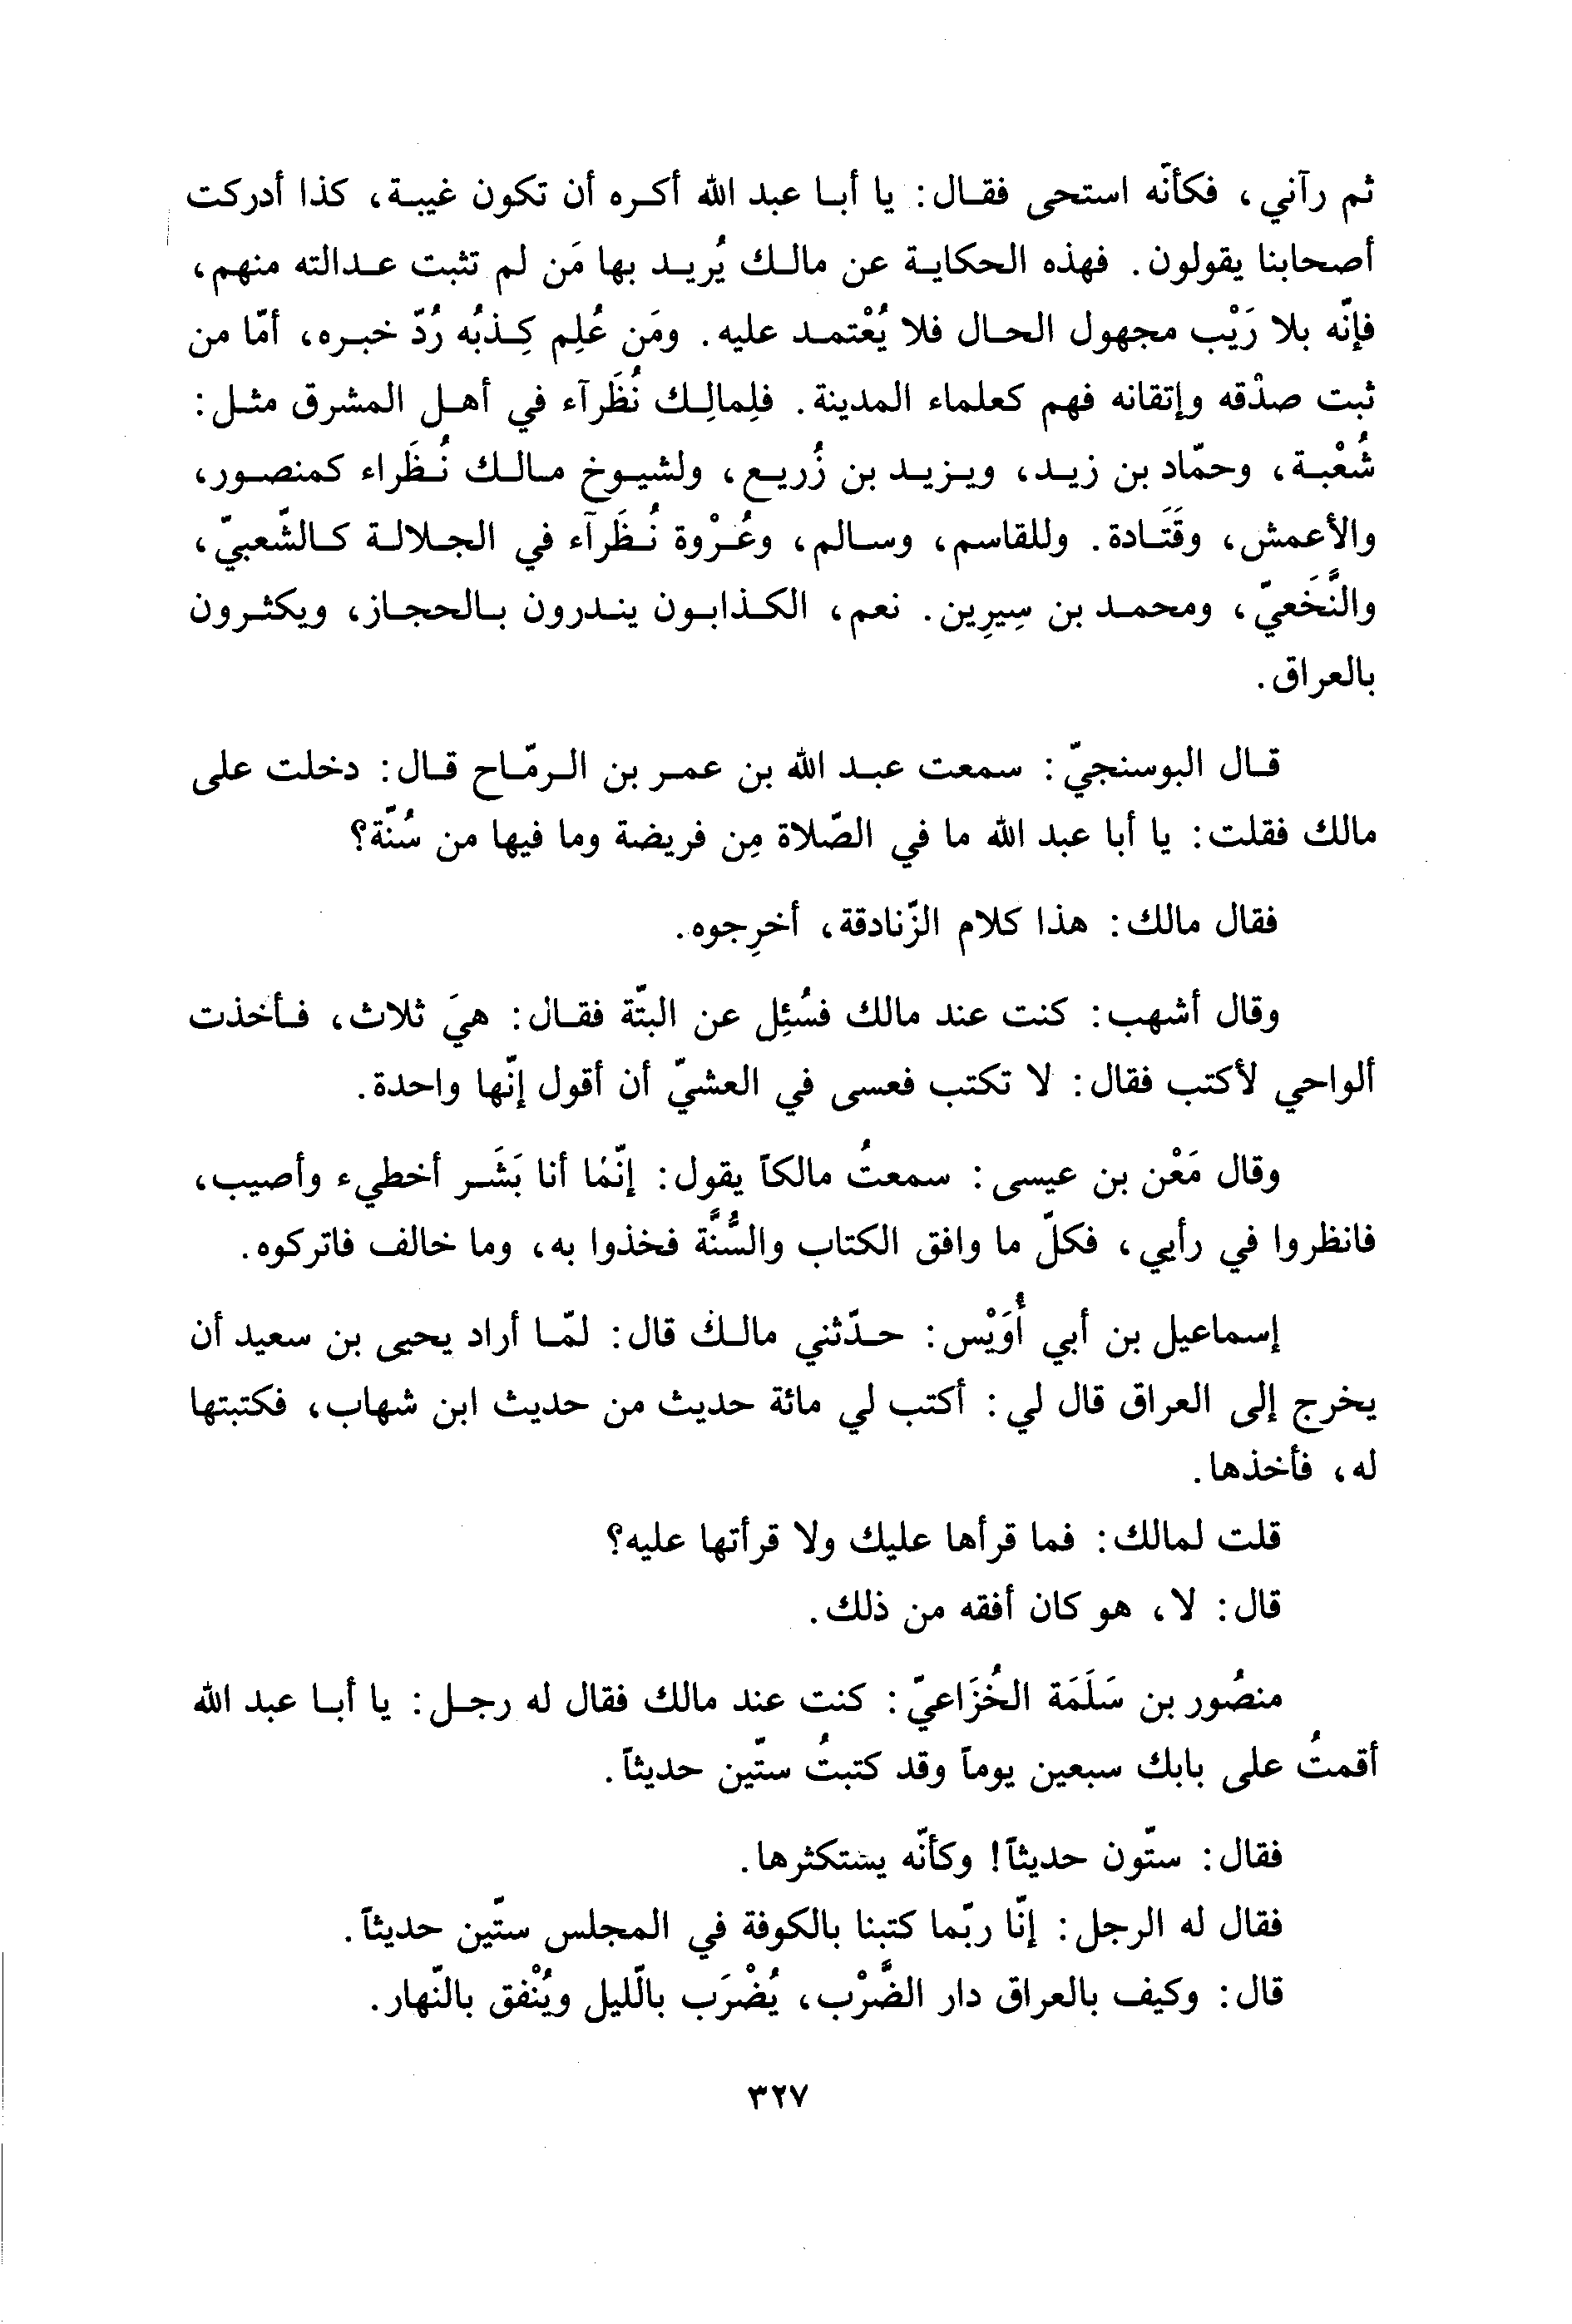 ثم رآني، فكأنّه استحى فقال: يا أبا عبد الله أكره أن تكون غيبة، كذا أدركت
أصحابنا يقولون. فهذه الحكاية عن مالك يُريد بها مَن لم تثبت عدالته منهم،
فإنّه بلا رَيْب مجهول الحال فلا يُعْتمد عليه. ومَن عُلِم كِذبُه رُدّ خبره، أمّا من
ثبت صدْقه وإتقانه فهم كعلماء المدينة. فلِمالِك نُظَرآء في أهل المشرق مثل:
شُعْبة، وحمّاد بن زيد، ويزيد بن زُريع، ولشيوخ مالك نُظَراء كمنصور،
والأعمش، وقَتَادة. وللقاسم، وسالم، وعُرْوة نُظَرآء في الجلالة كالشّعبيّ،
والنَّخَعيّ، ومحمد بن سِيرِين. نعم، الكذابون يندرون بالحجاز، ويكثرون
بالعراق.
قال البوسنجيّ: سمعت عبد الله بن عمر بن الرمّاح قال: دخلت على
مالك فقلت: يا أبا عبد الله ما في الصّلاة مِن فريضة وما فيها من سُنّة؟
فقال مالك: هذا كلام الزّنادقة، أخرِجوه.
وقال أشهب: كنت عند مالك فسُئِل عن البتّة فقال: هيَ ثلاث، فأخذت
ألواحي لأكتب فقال: لا تكتب فعسى في العشيّ أن أقول إنّها واحدة.
وقال مَعْن بن عيسى: سمعتُ مالكاً يقول: إنّما أنا بَشَر أخطيء وأصيب،
فانظروا في رأيي، فكلّ ما وافق الكتاب والسُّنَّة فخذوا به، وما خالف فاتركوه.
إسماعيل بن أبي أُوَيْس: حدّثني مالك قال: لمّا أراد يحيى بن سعيد أن
يخرج إلى العراق قال لي: أكتب لي مائة حديث من حديث ابن شهاب، فكتبتها
له، فأخذها.
قلت لمالك: فما قرأها عليك ولا قرأتها عليه؟
قال: لا، هو كان أفقه من ذلك.
منصُور بن سَلَمَة الخُزَاعيّ: كنت عند مالك فقال له رجل: يا أبا عبد الله
أقمتُ على بابك سبعين يوماً وقد كتبتُ ستّين حديثاً.
فقال: ستّون حديثاً! وكأنّه يستكثرها.
فقال له الرجل: إنّا ربّما كتبنا بالكوفة في المجلس ستّين حديثاً.
قال: وكيف بالعراق دار الضَّرْب، يُضْرَب بالّليل ويُنْفق بالنّهار.
٣٢٧